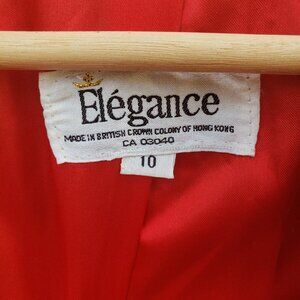 Elégance
MADE IN BRITISH CROWN COLONY OF HONG KONG
CA 03040
10